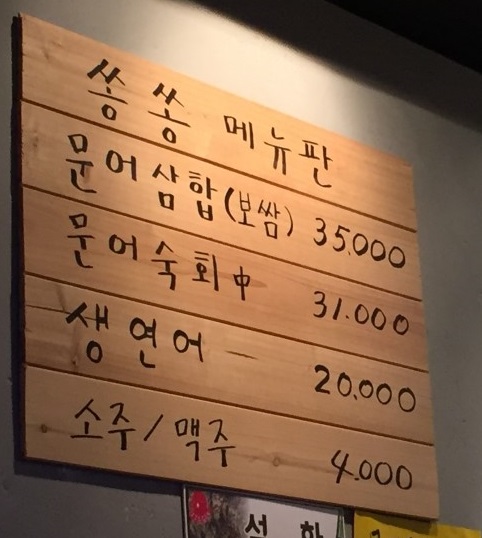 쏭쏭 메뉴판
문어삼합(보쌈) 35.000
문어숙회 中 31.000
생연어 — 20.000
소주/맥주 4.000